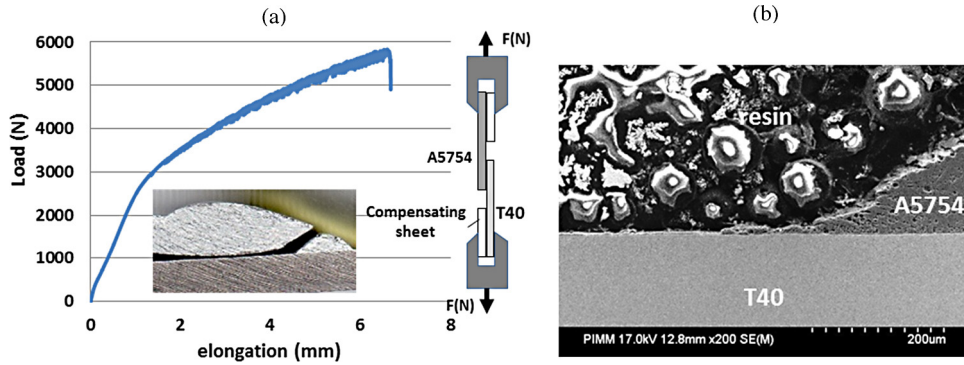 (a)
(b)
Load (N)
6000
5000
4000
3000
2000
1000
0
0 2 4 6 8
elongation (mm)
F(N)
A5754
Compensating
sheet
T40
F(N)
resin
A5754
T40
PIMM 17.0kV 12.8mm x200 SE(M)
200um